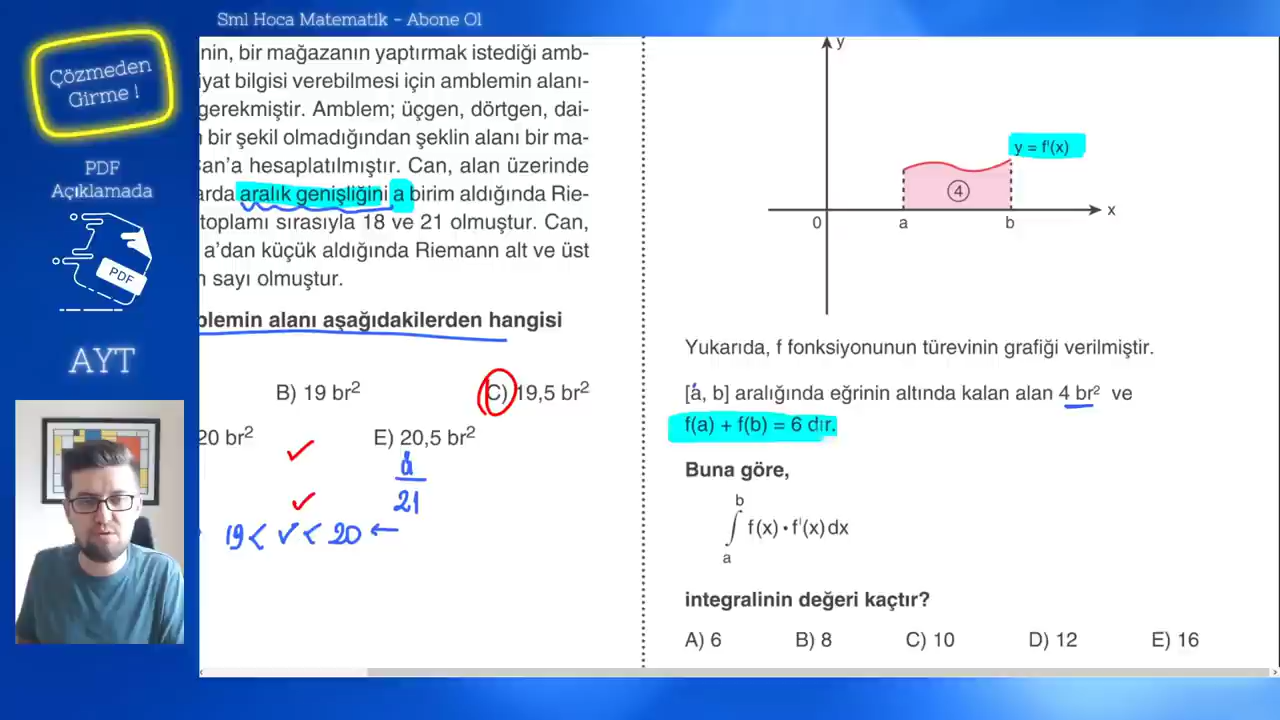 Sml Hoca Matematik - Abone Ol
Çözmeden
Girme !
PDF
Açıklamada
PDF
AYT
nin, bir mağazanın yaptırmak istediği amb-
iyat bilgisi verebilmesi için amblemin alanı-
gerekmiştir. Amblem; üçgen, dörtgen, dai-
bir şekil olmadığından şeklin alanı bir ma-
Can'a hesaplatılmıştır. Can, alan üzerinde
arda aralık genişliğini a birim aldığında Rie-
toplamı sırasıyla 18 ve 21 olmuştur. Can,
a'dan küçük aldığında Riemann alt ve üst
sayı olmuştur.
blemin alanı aşağıdakilerden hangisi
B) 19 br²
C) 19,5 br²
20 br²
E) 20,5 br²
ü
21
19 < ✓ < 20 ←
y
y = f'(x)
4
0
a
b
x
Yukarıda, f fonksiyonunun türevinin grafiği verilmiştir.
[a, b] aralığında eğrinin altında kalan alan 4 br² ve
f(a) + f(b) = 6 dır.
Buna göre,
b
∫ f(x) • f'(x) dx
a
integralinin değeri kaçtır?
A) 6
B) 8
C) 10
D) 12
E) 16